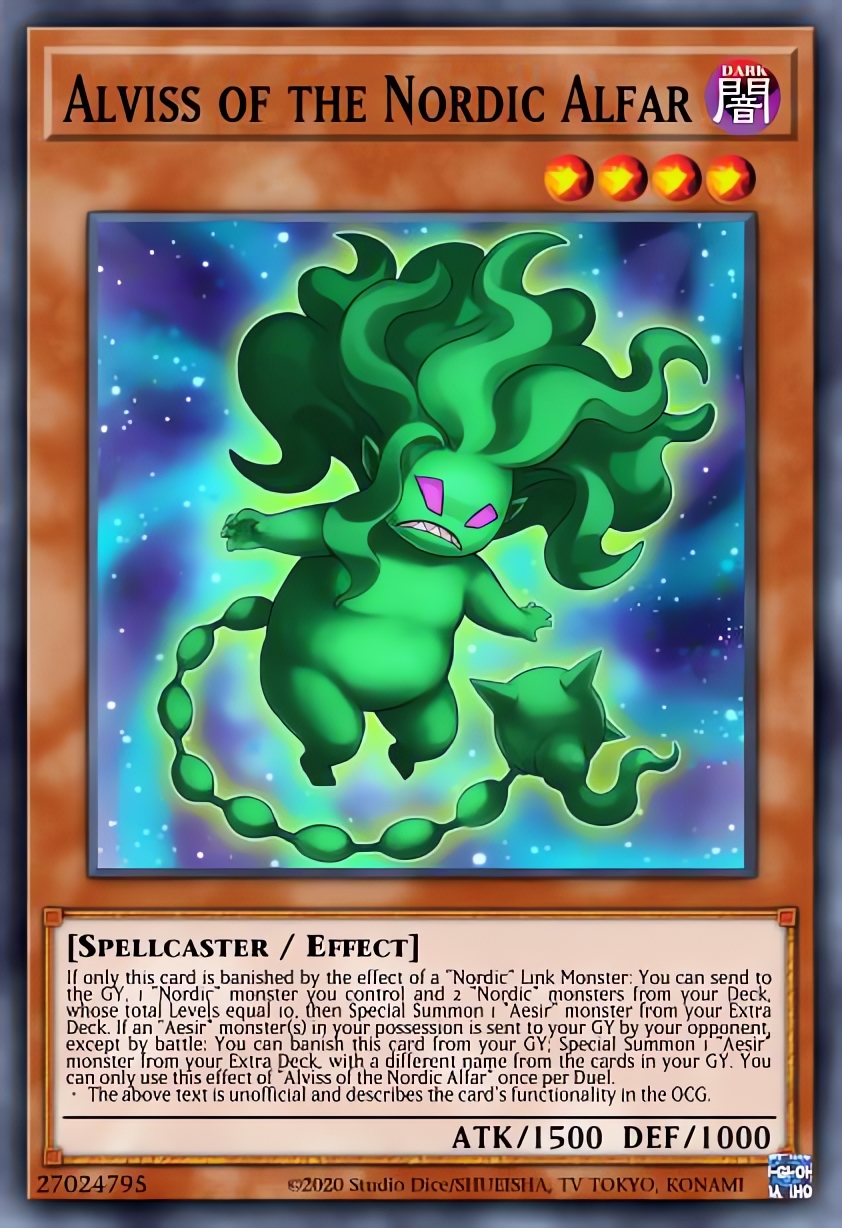 Alviss of the Nordic Alfar
DARK
闇
[Spellcaster / Effect]
If only this card is banished by the effect of a "Nordic" Link Monster: You can send to
the GY, 1 "Nordic" monster you control and 2 "Nordic" monsters from your Deck,
whose total Levels equal 10, then Special Summon 1 "Aesir" monster from your Extra
Deck. If an "Aesir" monster(s) in your possession is sent to your GY by your opponent,
except by battle: You can banish this card from your GY; Special Summon 1 "Aesir"
monster from your Extra Deck, with a different name from the cards in your GY. You
can only use this effect of "Alviss of the Nordic Alfar" once per Duel.
· The above text is unofficial and describes the card's functionality in the OCG.
ATK/1500 DEF/1000
27024795 ©2020 Studio Dice/SHUEISHA, TV TOKYO, KONAMI